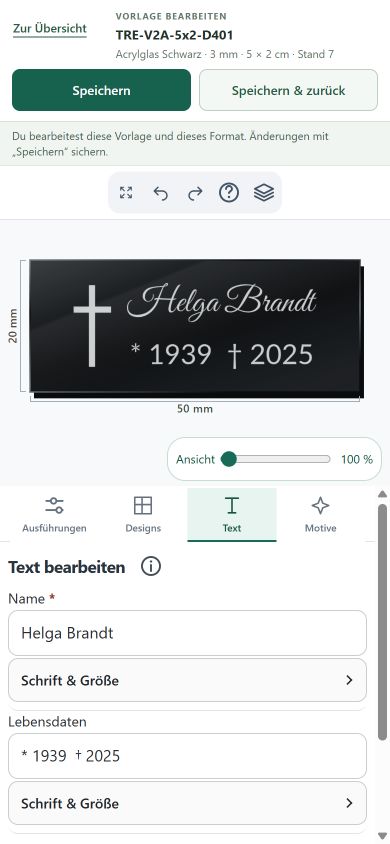 Zur Übersicht
VORLAGE BEARBEITEN
TRE-V2A-5x2-D401
Acrylglas Schwarz · 3 mm · 5 × 2 cm · Stand 7
Speichern
Speichern & zurück
Du bearbeitest diese Vorlage und dieses Format. Änderungen mit
„Speichern“ sichern.
20 mm
Helga Brandt
* 1939 † 2025
50 mm
Ansicht
100 %
Ausführungen
Designs
Text
Motive
Text bearbeiten
Name *
Helga Brandt
Schrift & Größe
Lebensdaten
* 1939 † 2025
Schrift & Größe